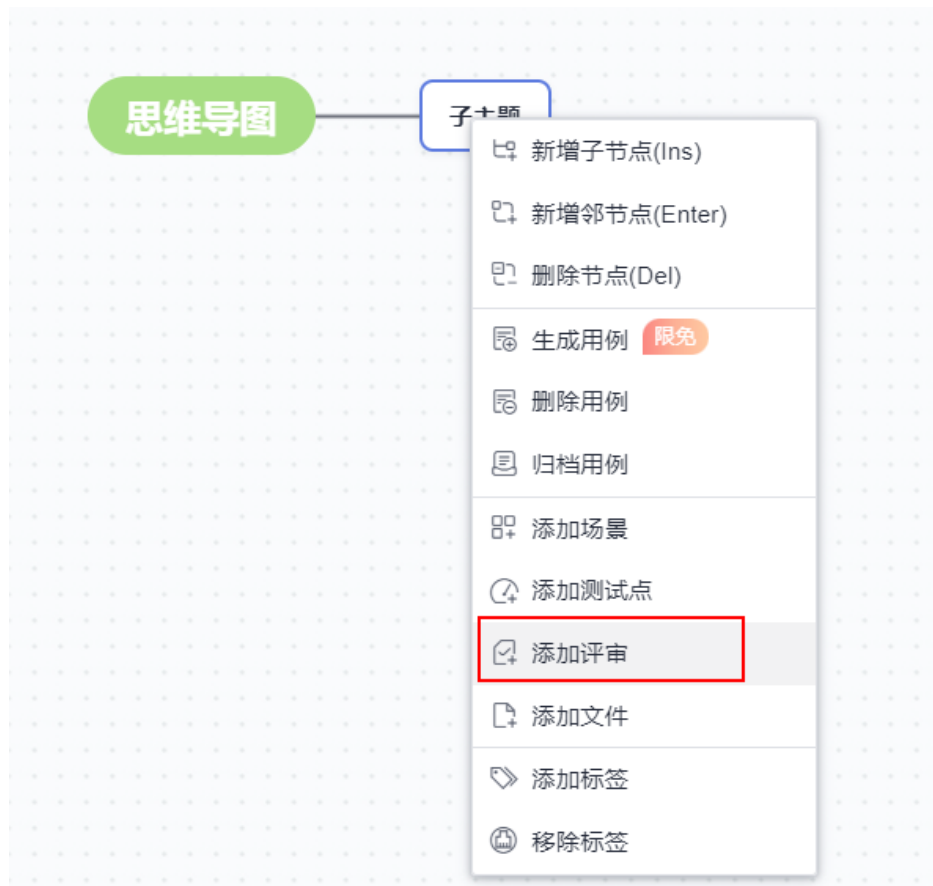 思维导图
子主题
新增子节点(Ins)
新增邻节点(Enter)
删除节点(Del)
生成用例 限免
删除用例
归档用例
添加场景
添加测试点
添加评审
添加文件
添加标签
移除标签